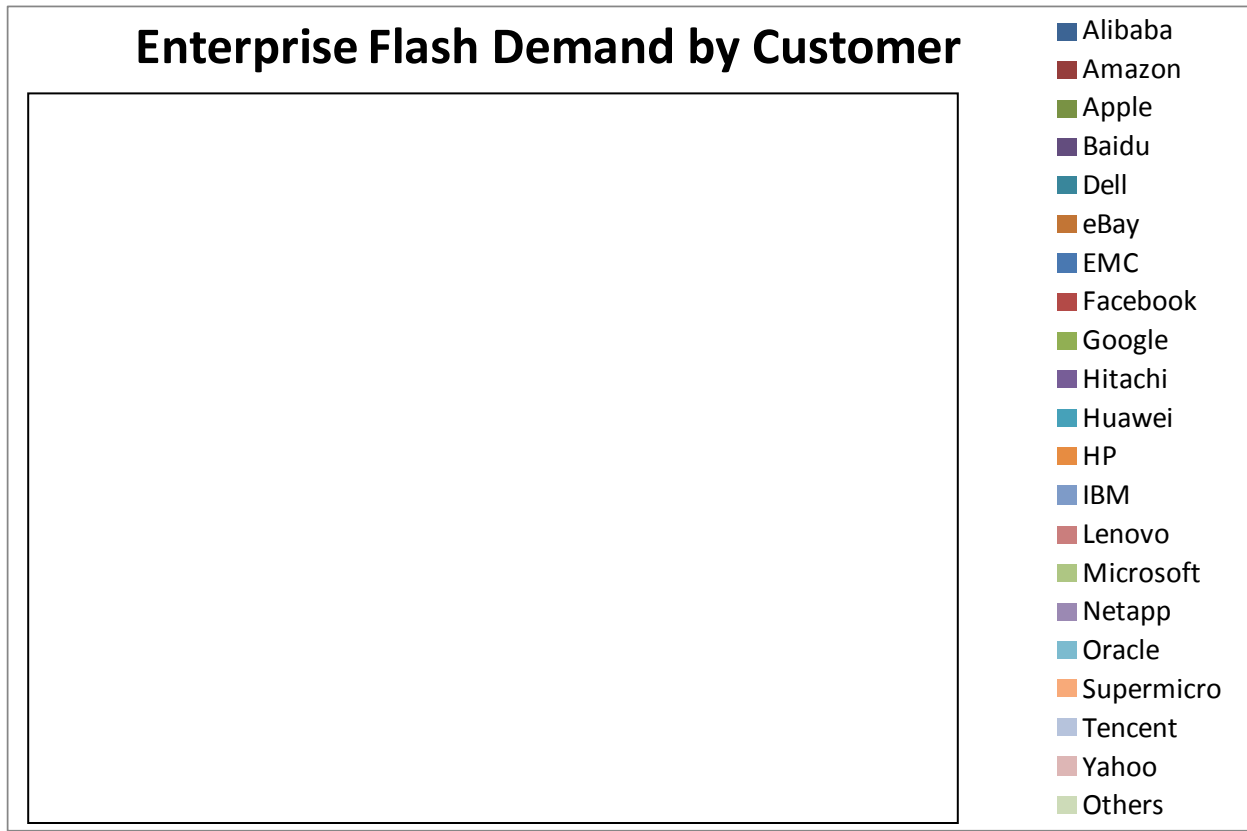 Enterprise Flash Demand by Customer
Alibaba
Amazon
Apple
Baidu
Dell
eBay
EMC
Facebook
Google
Hitachi
Huawei
HP
IBM
Lenovo
Microsoft
Netapp
Oracle
Supermicro
Tencent
Yahoo
Others